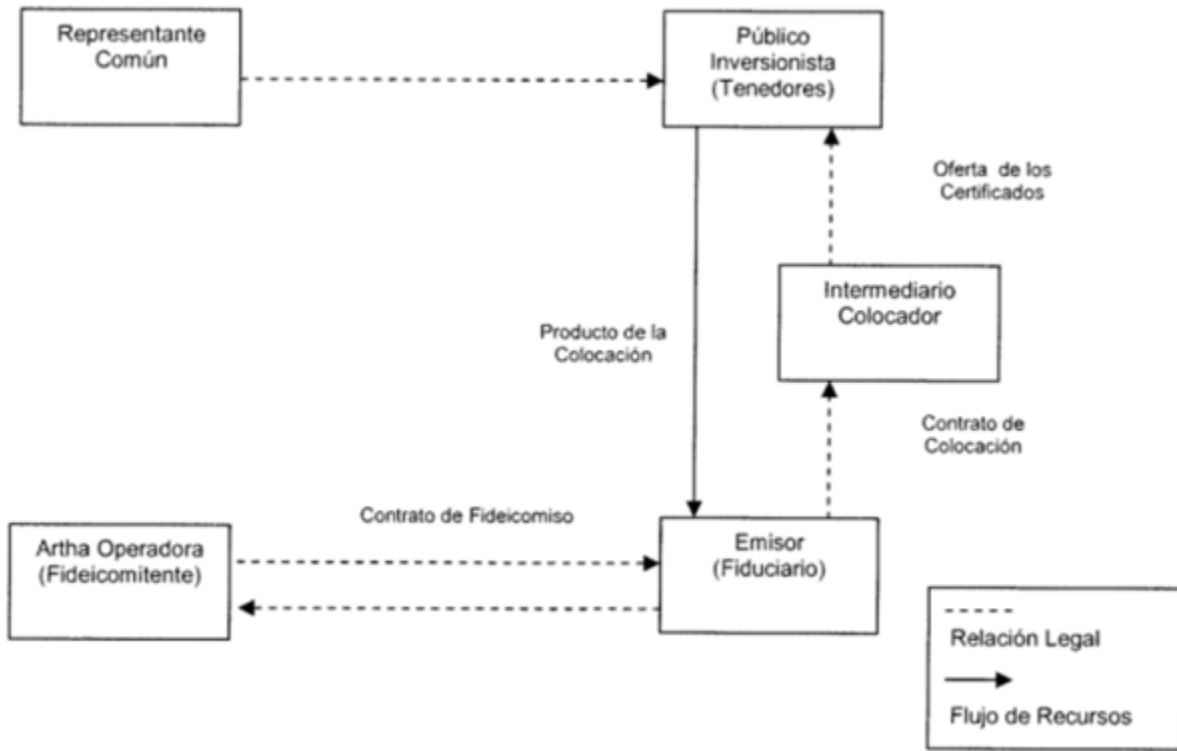 Representante
Común
Público
Inversionista
(Tenedores)
Oferta de los
Certificados
Intermediario
Colocador
Producto de la
Colocación
Contrato de
Colocación
Contrato de Fideicomiso
Artha Operadora
(Fideicomitente)
Emisor
(Fiduciario)
Relación Legal
Flujo de Recursos